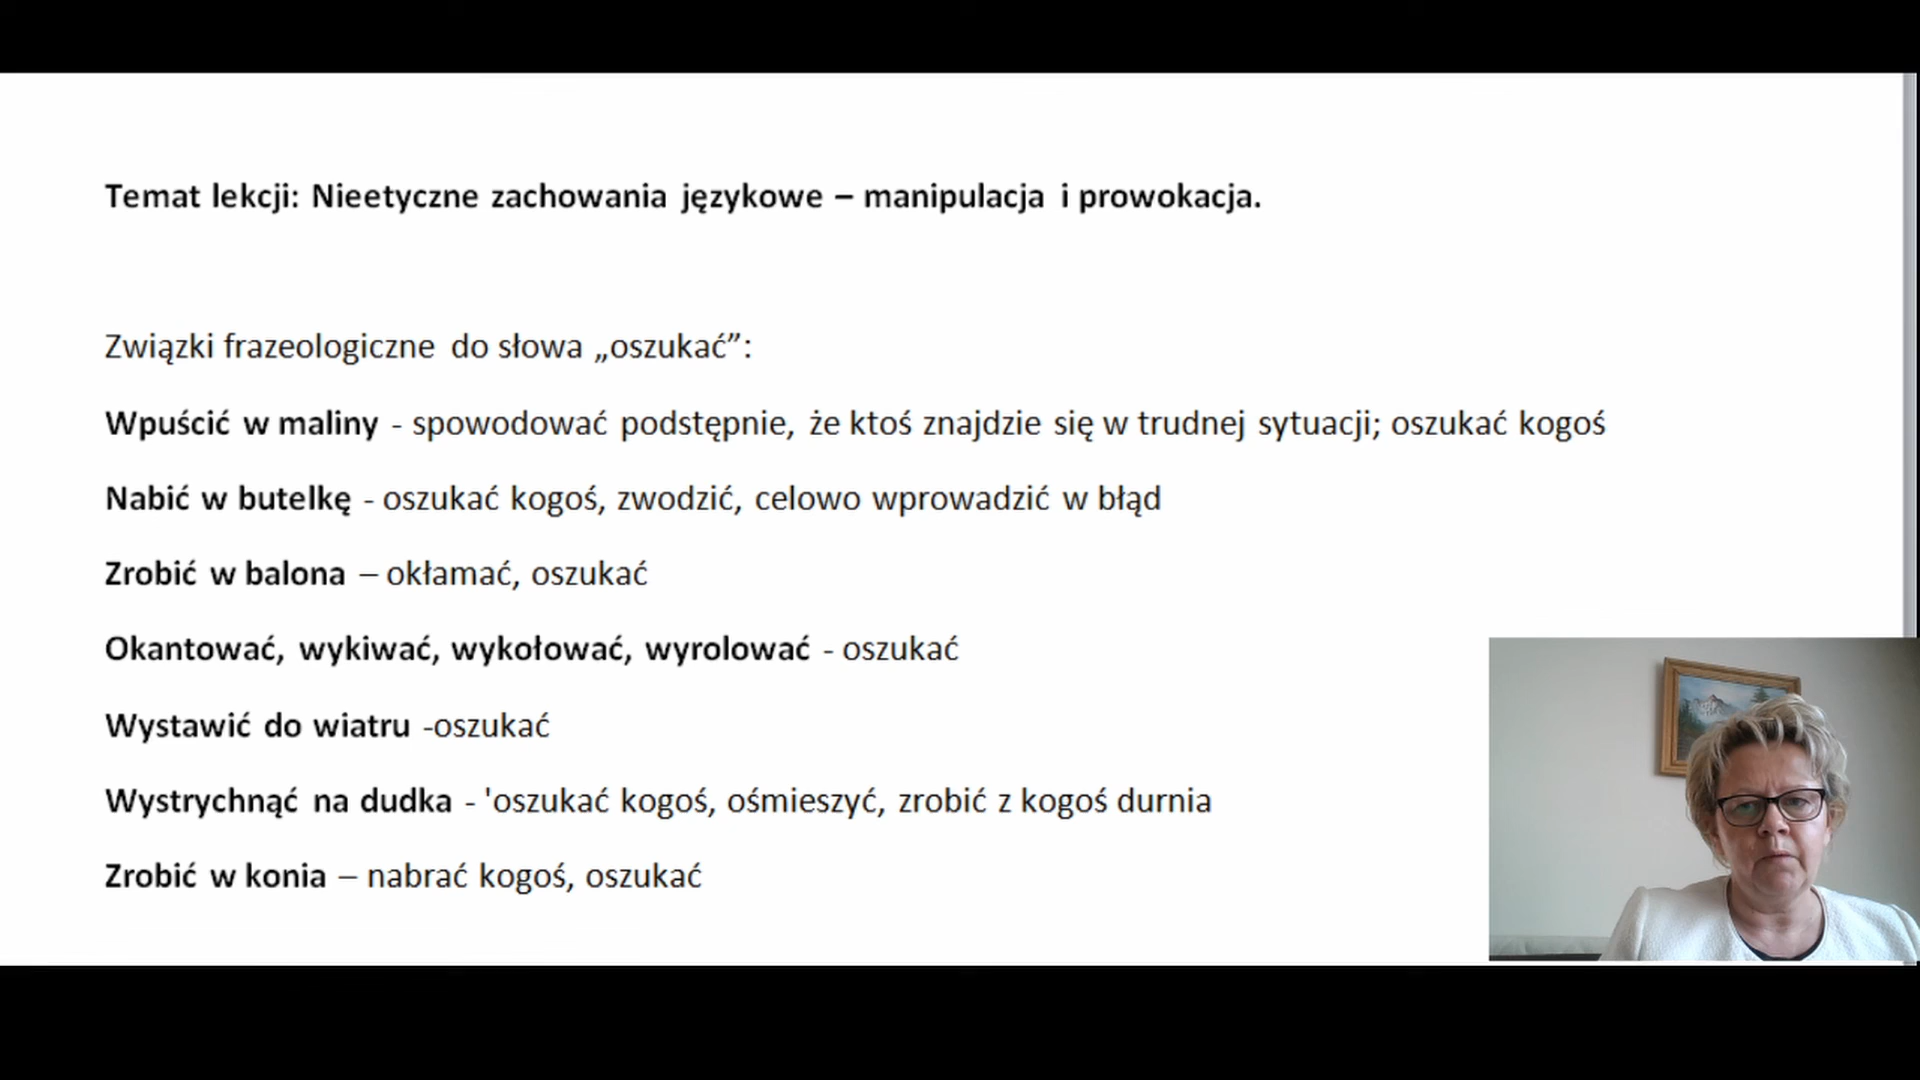 Temat lekcji: Nieetyczne zachowania językowe – manipulacja i prowokacja.
Związki frazeologiczne do słowa „oszukać”:
Wpuścić w maliny - spowodować podstępnie, że ktoś znajdzie się w trudnej sytuacji; oszukać kogoś
Nabić w butelkę - oszukać kogoś, zwodzić, celowo wprowadzić w błąd
Zrobić w balona – okłamać, oszukać
Okantować, wykiwać, wykołować, wyrolować - oszukać
Wystawić do wiatru -oszukać
Wystrychnąć na dudka - 'oszukać kogoś, ośmieszyć, zrobić z kogoś durnia
Zrobić w konia – nabrać kogoś, oszukać